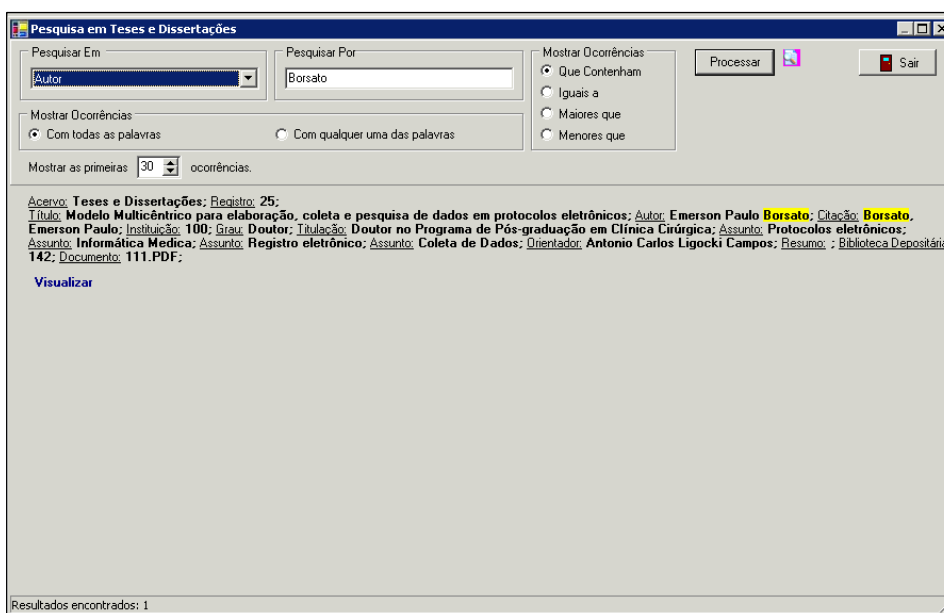 Pesquisa em Teses e Dissertações
Pesquisar Em
Autor
Pesquisar Por
Borsato
Mostrar Ocorrências
Que Contenham
Iguais a
Maiores que
Menores que
Processar
Sair
Mostrar Ocorrências
Com todas as palavras
Com qualquer uma das palavras
Mostrar as primeiras 30 ocorrências.
Acervo: Teses e Dissertações; Registro: 25;
Título: Modelo Multicêntrico para elaboração, coleta e pesquisa de dados em protocolos eletrônicos; Autor: Emerson Paulo Borsato; Citação: Borsato,
Emerson Paulo; Instituição: 100; Grau: Doutor; Titulação: Doutor no Programa de Pós-graduação em Clínica Cirúrgica; Assunto: Protocolos eletrônicos;
Assunto: Informática Medica; Assunto: Registro eletrônico; Assunto: Coleta de Dados; Orientador: Antonio Carlos Ligocki Campos; Resumo: ; Biblioteca Depositária
142; Documento: 111.PDF;
Visualizar
Resultados encontrados: 1